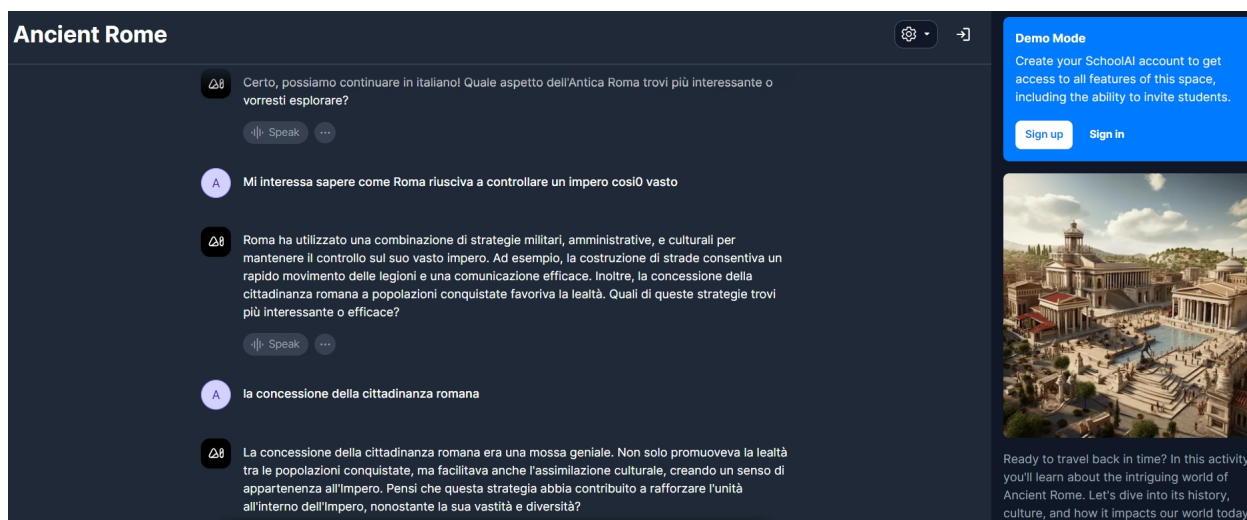 Ancient Rome
Certo, possiamo continuare in italiano! Quale aspetto dell'Antica Roma trovi più interessante o
vorresti esplorare?
Speak
A
Mi interessa sapere come Roma riusciva a controllare un impero cosi0 vasto
Roma ha utilizzato una combinazione di strategie militari, amministrative, e culturali per
mantenere il controllo sul suo vasto impero. Ad esempio, la costruzione di strade consentiva un
rapido movimento delle legioni e una comunicazione efficace. Inoltre, la concessione della
cittadinanza romana a popolazioni conquistate favoriva la lealtà. Quali di queste strategie trovi
più interessante o efficace?
Speak
A
la concessione della cittadinanza romana
La concessione della cittadinanza romana era una mossa geniale. Non solo promuoveva la lealtà
tra le popolazioni conquistate, ma facilitava anche l'assimilazione culturale, creando un senso di
appartenenza all'Impero. Pensi che questa strategia abbia contribuito a rafforzare l'unità
all'interno dell'Impero, nonostante la sua vastità e diversità?
Demo Mode
Create your SchoolAI account to get
access to all features of this space,
including the ability to invite students.
Sign up Sign in
Ready to travel back in time? In this activity
you'll learn about the intriguing world of
Ancient Rome. Let's dive into its history,
culture, and how it impacts our world today